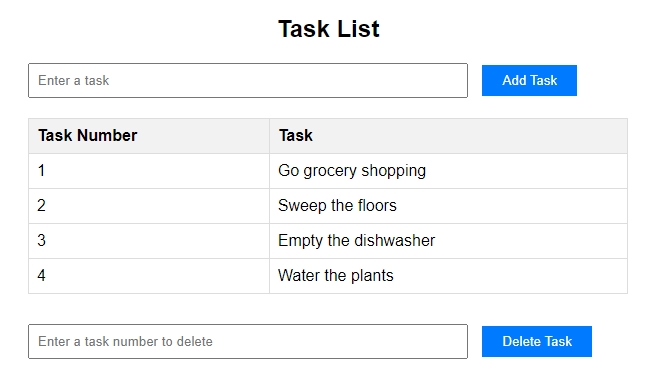 Task List
Enter a task Add Task
Task Number Task
1 Go grocery shopping
2 Sweep the floors
3 Empty the dishwasher
4 Water the plants
Enter a task number to delete Delete Task